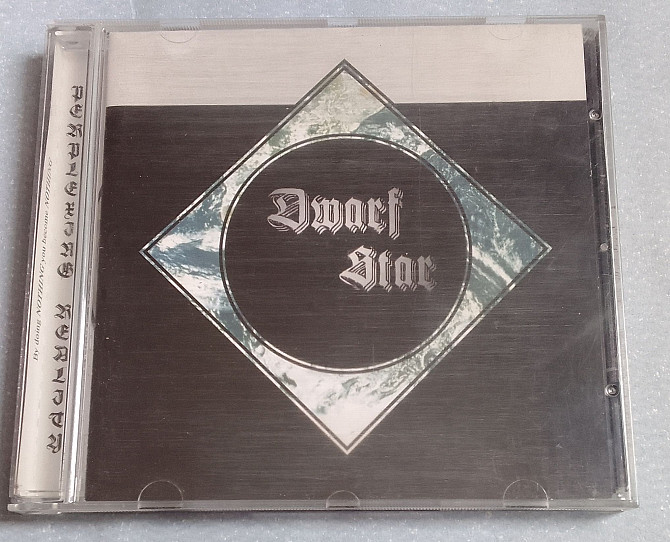 Dwarf
Star
PERPLEXING REALITY
By doing NOTHING you become NOTHING